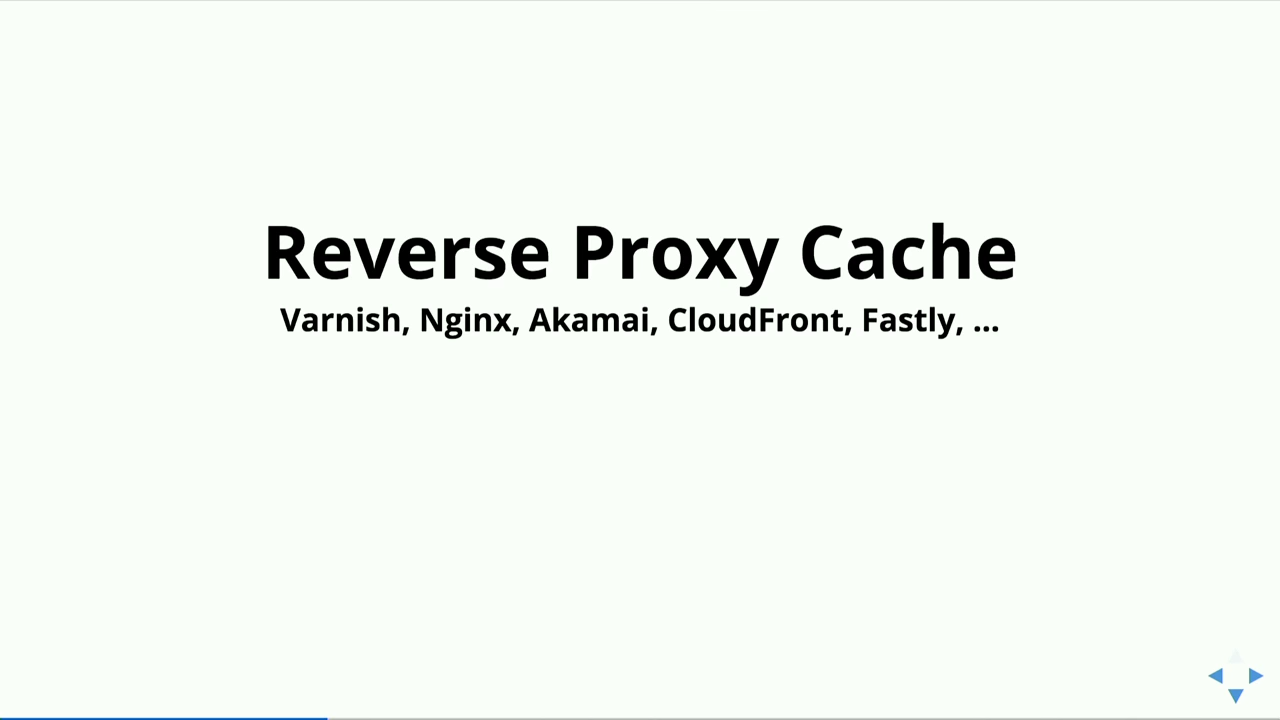 Reverse Proxy Cache
Varnish, Nginx, Akamai, CloudFront, Fastly, ...